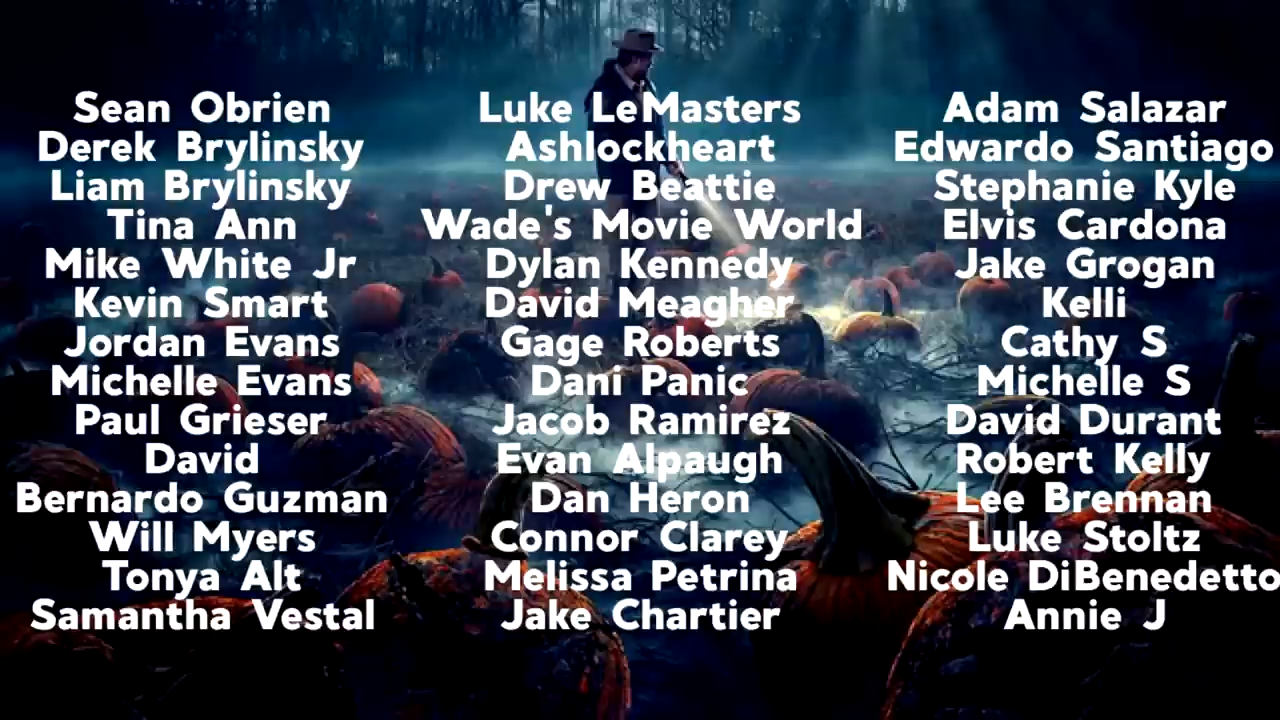 Sean Obrien
Derek Brylinsky
Liam Brylinsky
Tina Ann
Mike White Jr
Kevin Smart
Jordan Evans
Michelle Evans
Paul Grieser
David
Bernardo Guzman
Will Myers
Tonya Alt
Samantha Vestal
Luke LeMasters
Ashlockheart
Drew Beattie
Wade's Movie World
Dylan Kennedy
David Meagher
Gage Roberts
Dani Panic
Jacob Ramirez
Evan Alpaugh
Dan Heron
Connor Clarey
Melissa Petrina
Jake Chartier
Adam Salazar
Edwardo Santiago
Stephanie Kyle
Elvis Cardona
Jake Grogan
Kelli
Cathy S
Michelle S
David Durant
Robert Kelly
Lee Brennan
Luke Stoltz
Nicole DiBenedetto
Annie J